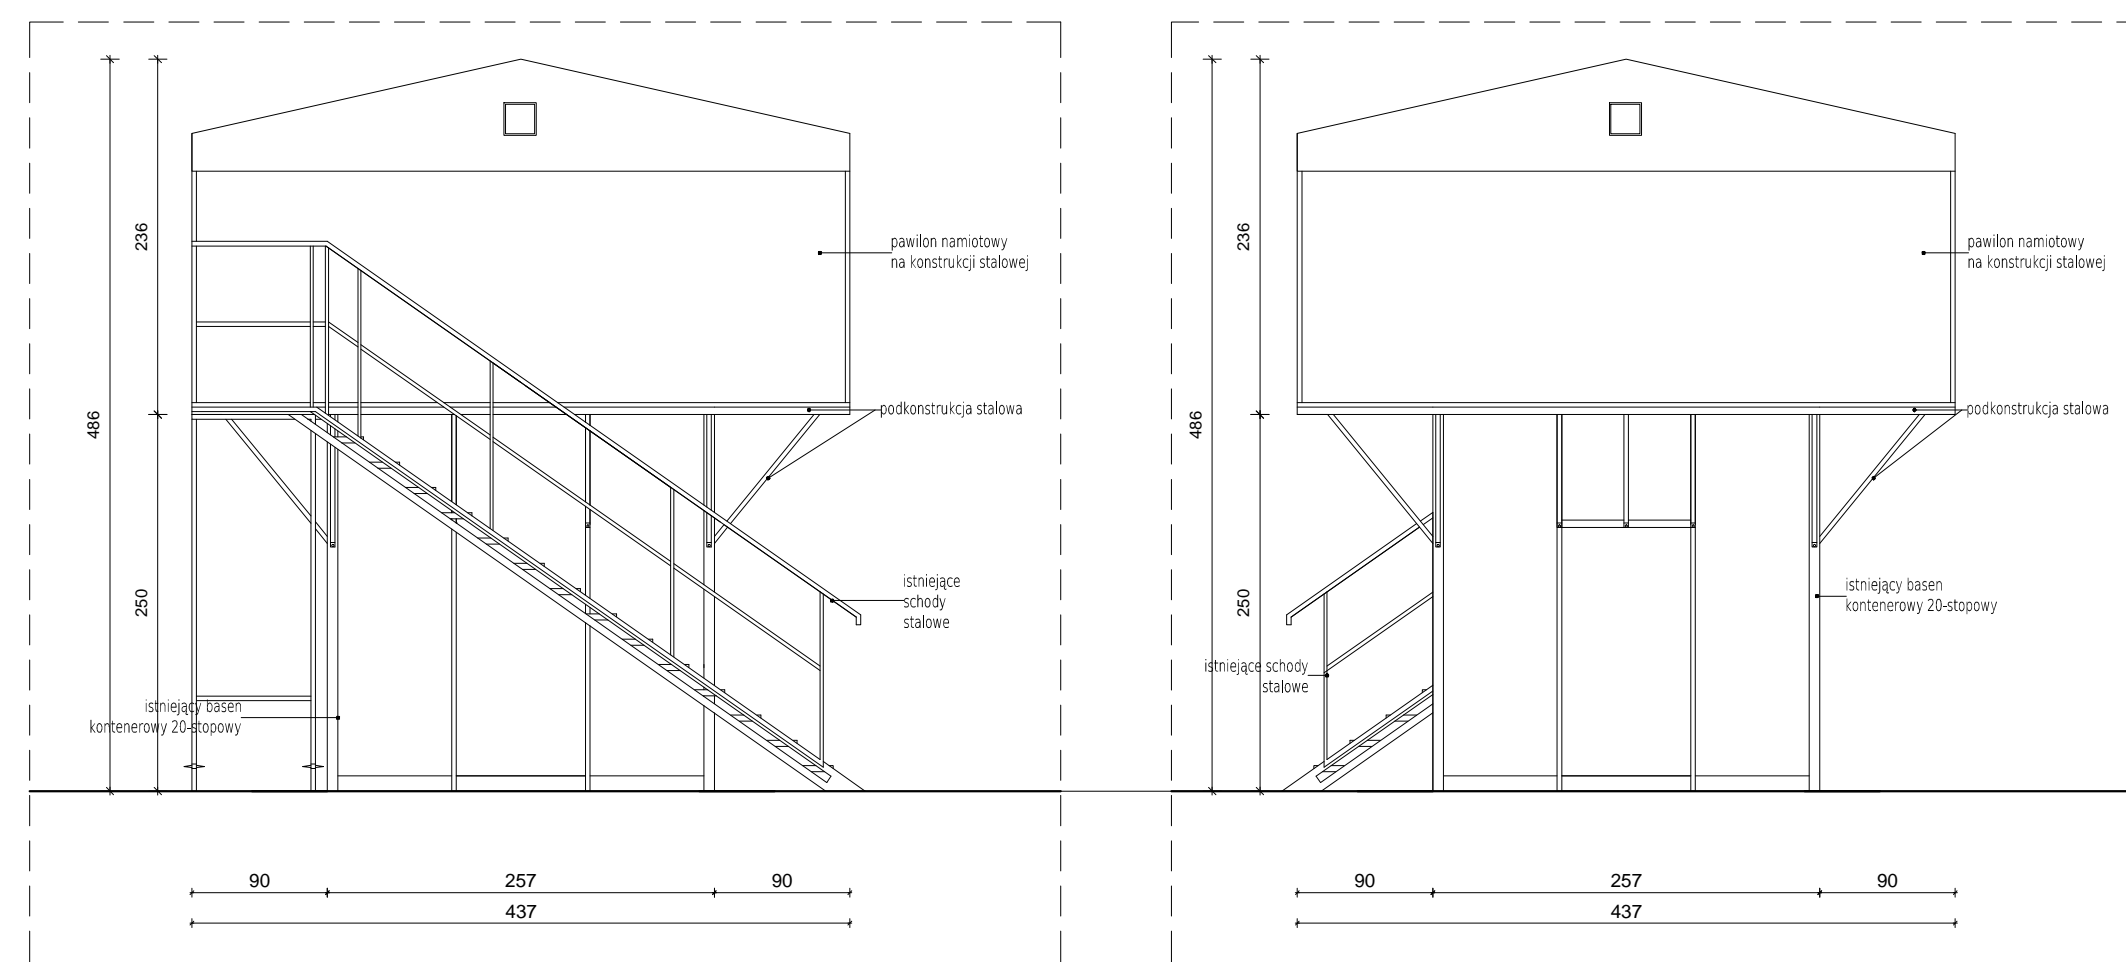 236
486
250
pawilon namiotowy
na konstrukcji stalowej
podkonstrukcja stalowa
istniejące
schody
stalowe
istniejący basen
kontenerowy 20-stopowy
90
257
90
437
236
486
250
pawilon namiotowy
na konstrukcji stalowej
podkonstrukcja stalowa
istniejący basen
kontenerowy 20-stopowy
istniejące schody
stalowe
90
257
90
437